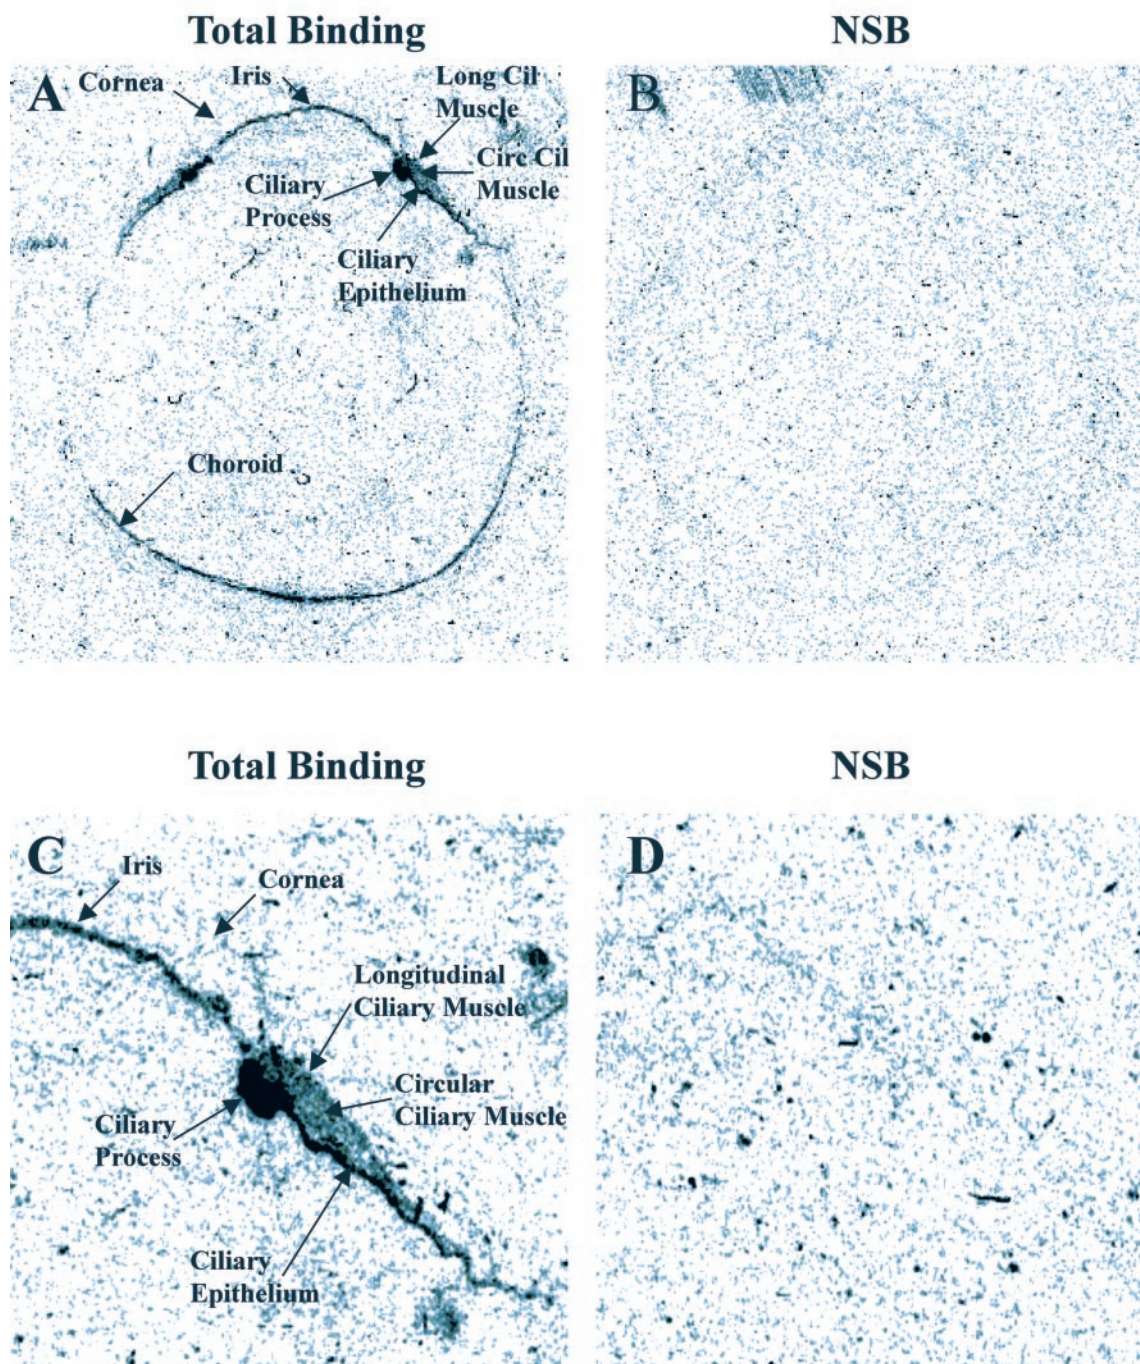 Total Binding
NSB
A
Cornea
Iris
Long Cil
Muscle
Circ Cil
Muscle
Ciliary
Process
Ciliary
Epithelium
Choroid
B
Total Binding
NSB
C
Iris
Cornea
Longitudinal
Ciliary Muscle
Circular
Ciliary Muscle
Ciliary
Process
Ciliary
Epithelium
D